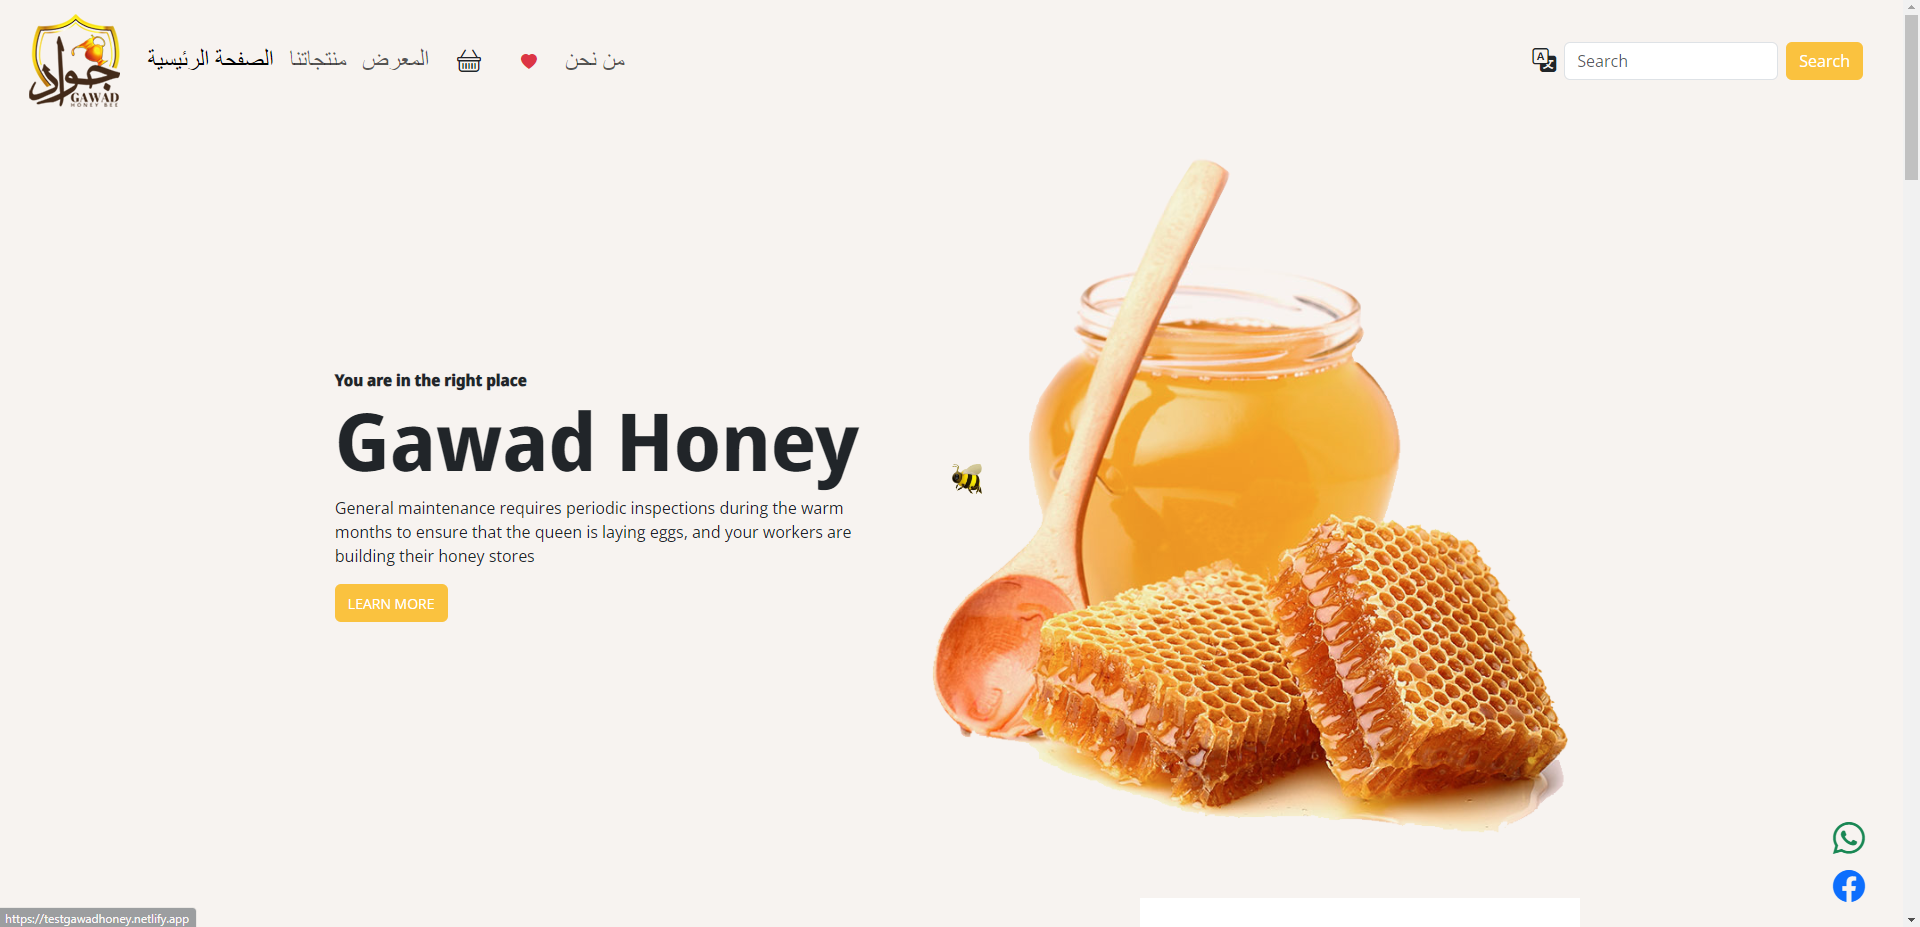 جواد
GAWAD
HONEY BEE
الصفحة الرئيسية
منتجاتنا
المعرض
من نحن
Search
Search
You are in the right place
Gawad Honey
General maintenance requires periodic inspections during the warm
months to ensure that the queen is laying eggs, and your workers are
building their honey stores
LEARN MORE
https://testgawadhoney.netlify.app